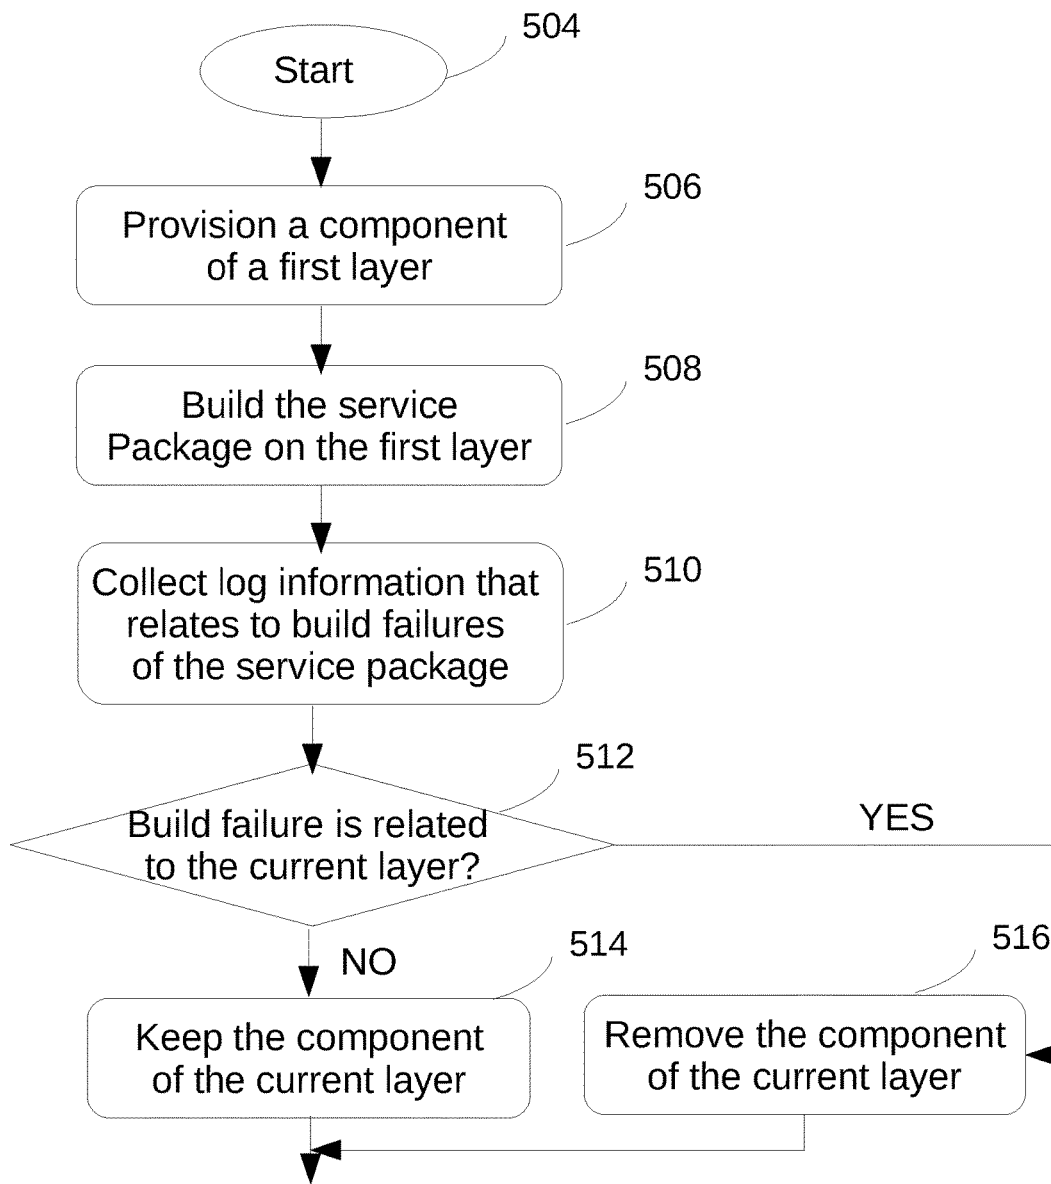 504
Start
506
Provision a component
of a first layer
508
Build the service
Package on the first layer
510
Collect log information that
relates to build failures
of the service package
512
Build failure is related
to the current layer?
YES
NO
514
516
Keep the component
of the current layer
Remove the component
of the current layer